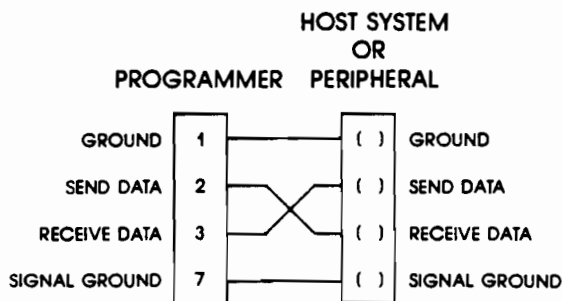 HOST SYSTEM
OR
PROGRAMMER PERIPHERAL
GROUND 1 ( ) GROUND
SEND DATA 2 ( ) SEND DATA
RECEIVE DATA 3 ( ) RECEIVE DATA
SIGNAL GROUND 7 ( ) SIGNAL GROUND